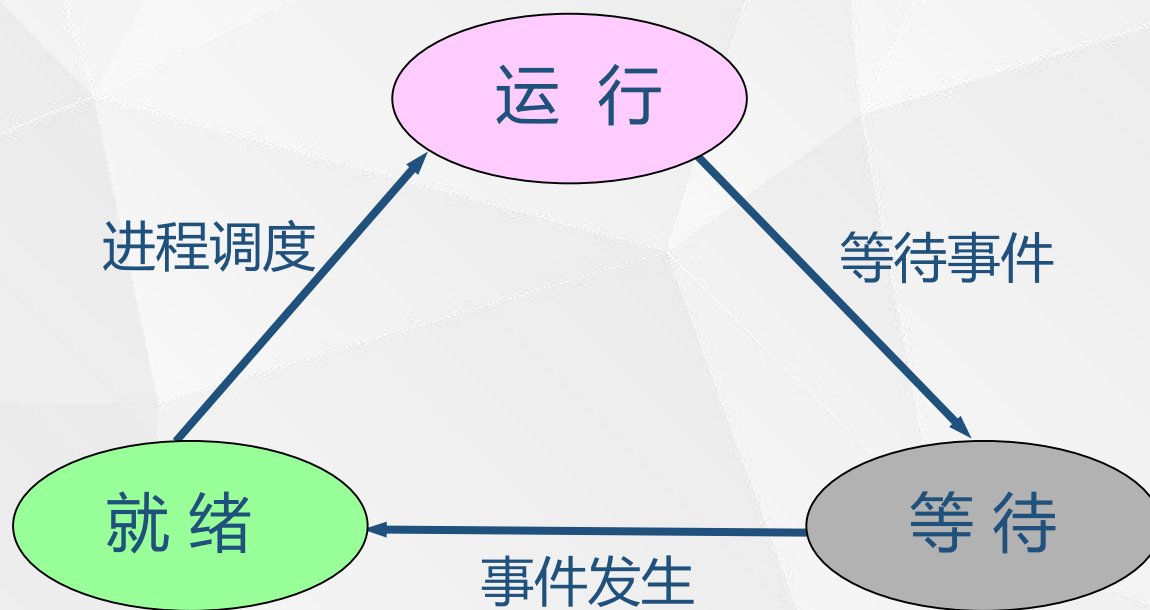 运 行
进程调度
等待事件
就 绪
等 待
事件发生